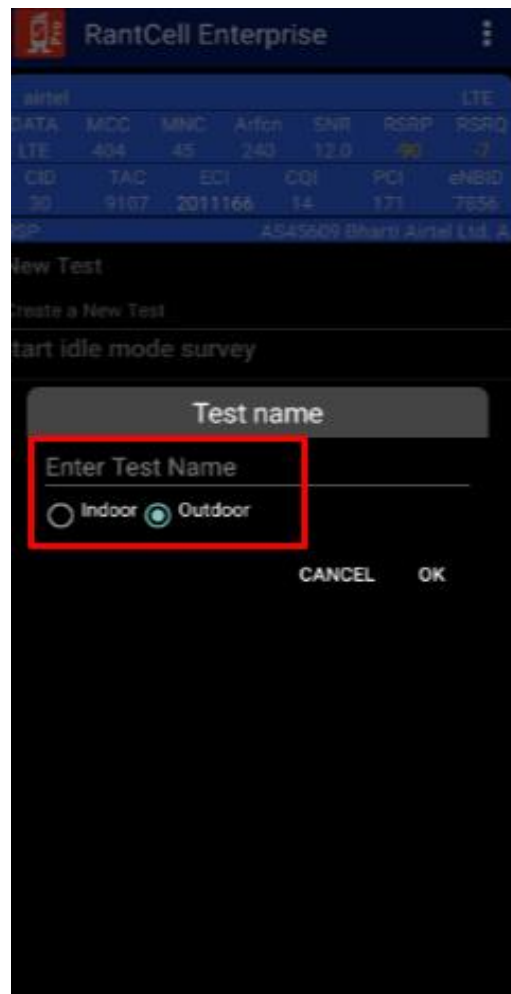 Pro RantCell Enterprise
airtel LTE
DATA MCC MNC Arfcn SNR RSRP RSRQ
LTE 404 45 240 12.0 -90 -7
CID TAC ECI CQI PCI eNBID
30 9107 2011166 14 171 7856
ISP AS45609 Bharti Airtel Ltd. A
New Test
Create a New Test
tart idle mode survey
Test name
Enter Test Name
Indoor Outdoor
CANCEL OK